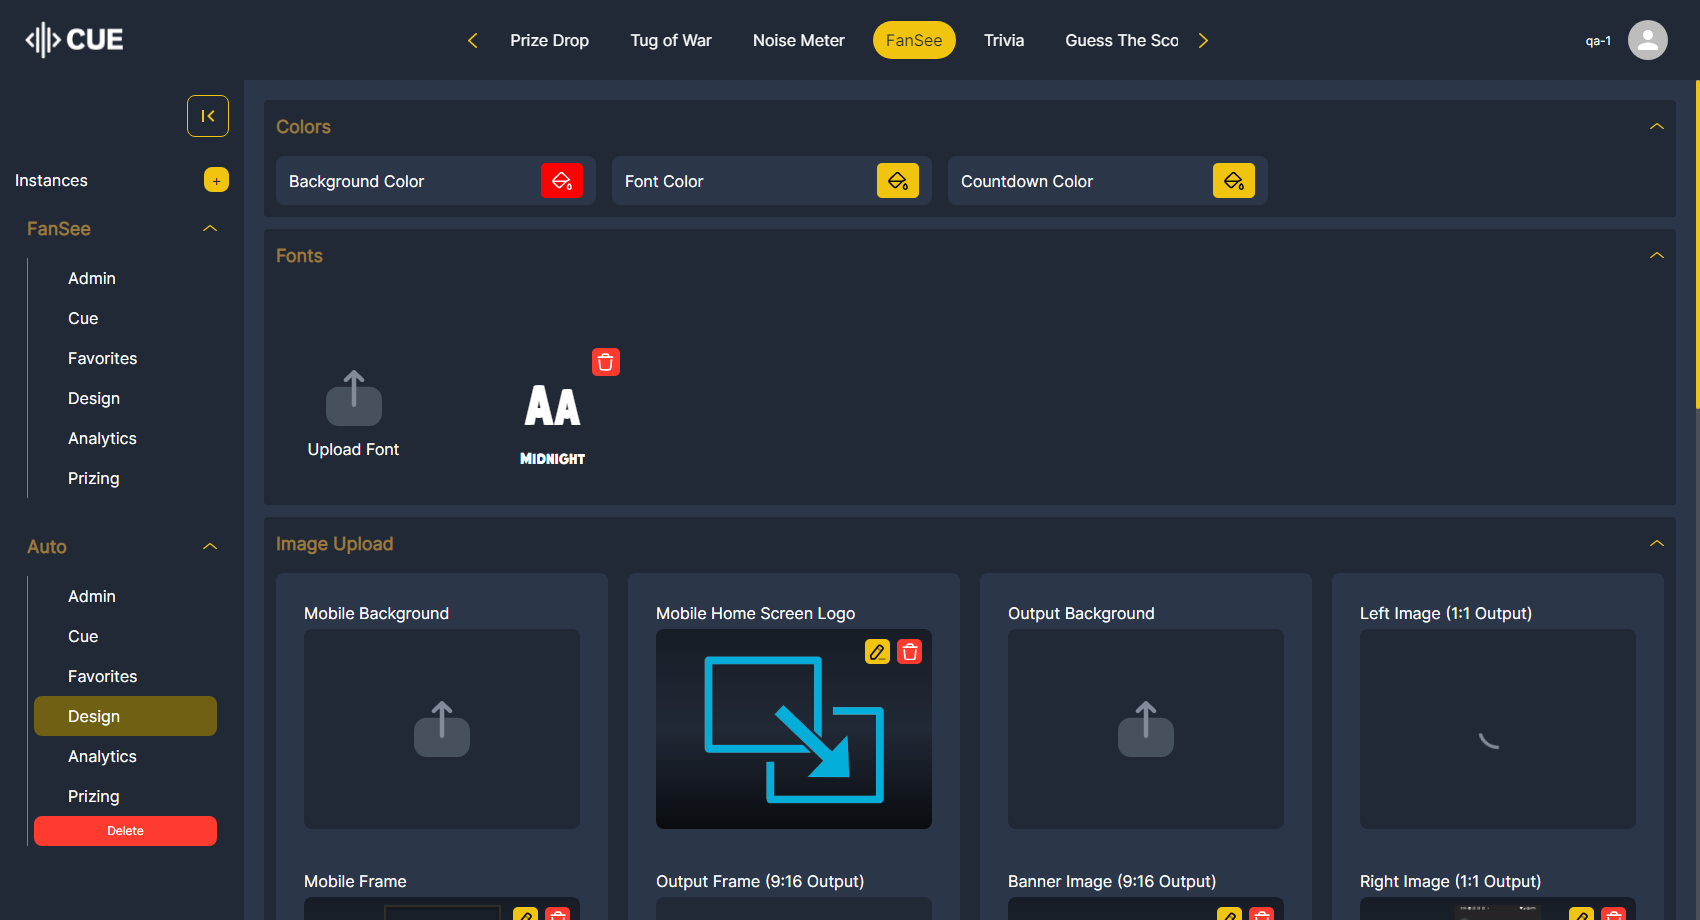 CUE
Prize Drop
Tug of War
Noise Meter
FanSee
Trivia
Guess The Sco
qa-1
Instances
+
FanSee
Admin
Cue
Favorites
Design
Analytics
Prizing
Auto
Admin
Cue
Favorites
Design
Analytics
Prizing
Delete
Colors
Background Color
Font Color
Countdown Color
Fonts
Upload Font
AA
MIDNIGHT
Image Upload
Mobile Background
Mobile Home Screen Logo
Output Background
Left Image (1:1 Output)
Mobile Frame
Output Frame (9:16 Output)
Banner Image (9:16 Output)
Right Image (1:1 Output)